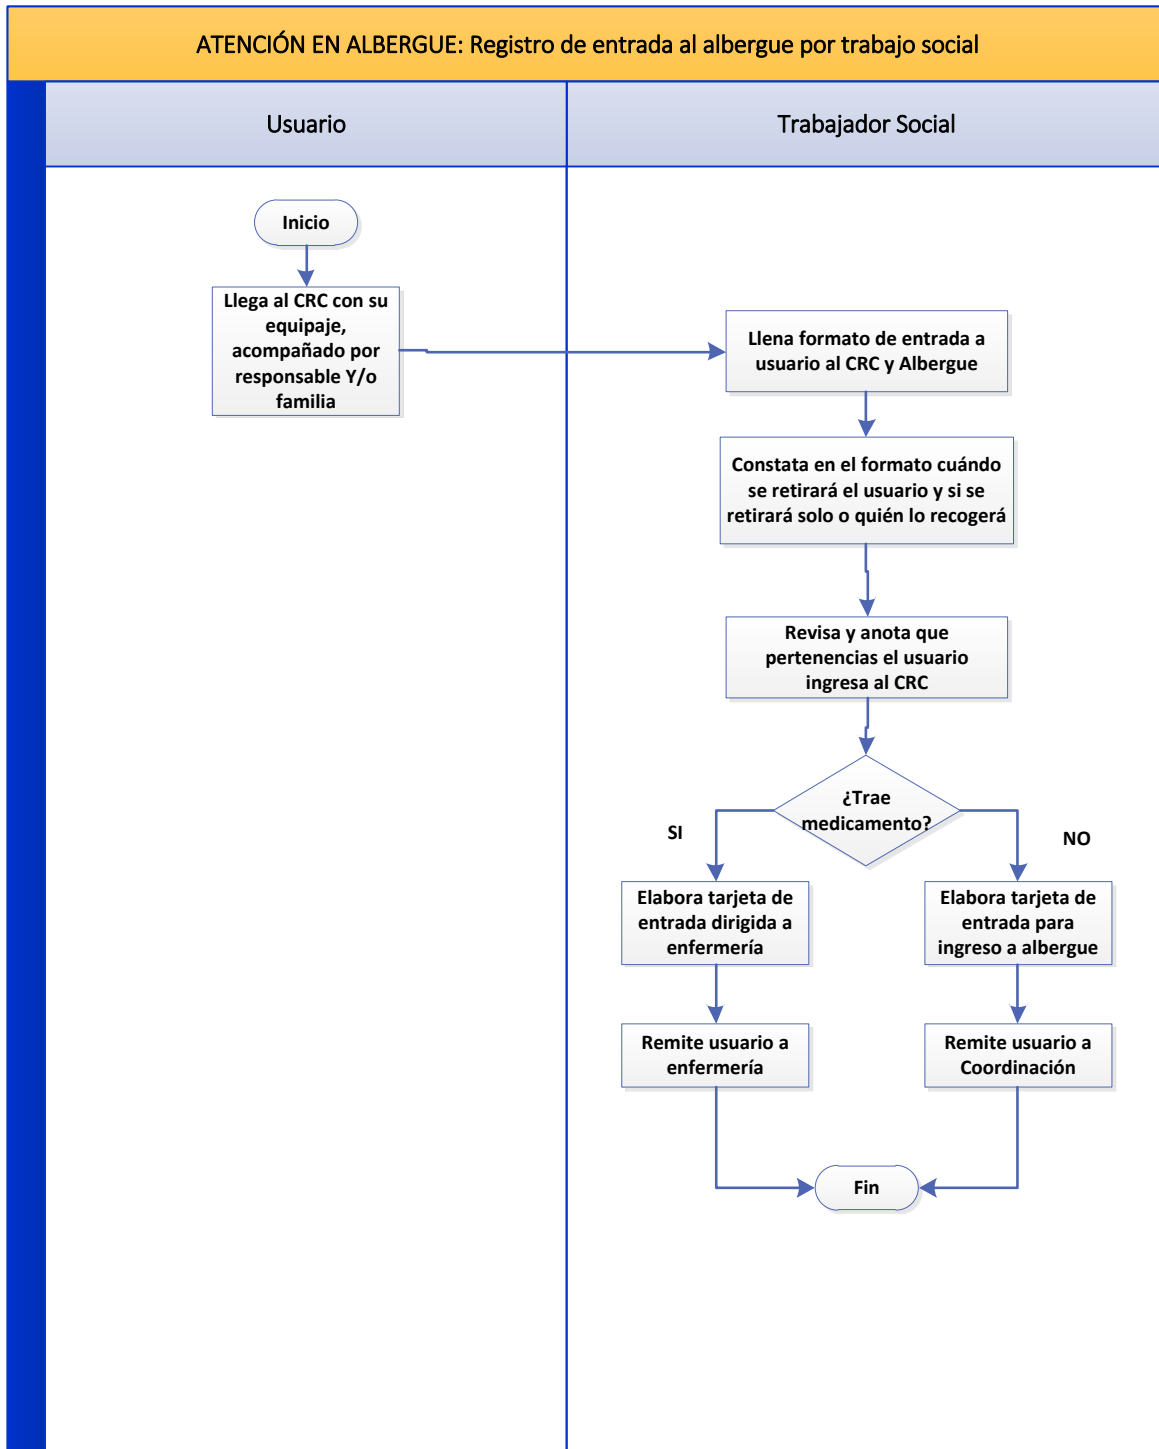 ATENCIÓN EN ALBERGUE: Registro de entrada al albergue por trabajo social
Usuario
Trabajador Social
Inicio
Llega al CRC con su
equipaje,
acompañado por
responsable Y/o
familia
Llena formato de entrada a
usuario al CRC y Albergue
Constata en el formato cuándo
se retirará el usuario y si se
retirará solo o quién lo recogerá
Revisa y anota que
pertenencias el usuario
ingresa al CRC
¿Trae
medicamento?
SI
NO
Elabora tarjeta de
entrada dirigida a
enfermería
Elabora tarjeta de
entrada para
ingreso a albergue
Remite usuario a
enfermería
Remite usuario a
Coordinación
Fin